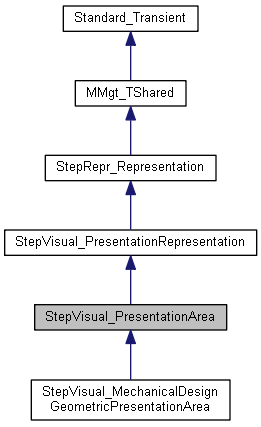 Standard_Transient
MMgt_TShared
StepRepr_Representation
StepVisual_PresentationRepresentation
StepVisual_PresentationArea
StepVisual_MechanicalDesign
GeometricPresentationArea